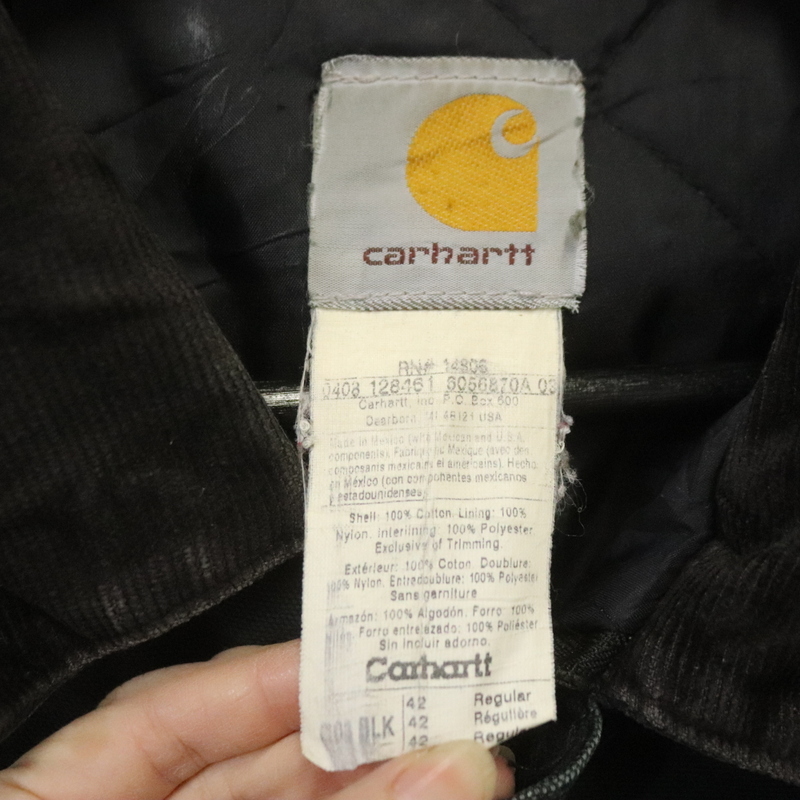 carhartt
RN# 14806
0408 128461 6056870A 03
Carhartt, Inc. P.C. Box 600
Dearborn, MI 48121 USA
Made in Mexico (with Mexican and U.S.A.
components). Fabriqué in Mexique (avec des
composants mexicains et americains). Hecho
en México (con componentes mexicanos
y estadounidenses)
Shell: 100% Cotton. Lining: 100%
Nylon. Interlining: 100% Polyester
Exclusive of Trimming.
Extérieur: 100% Coton. Doublure:
100% Nylon. Entredoublure: 100% Polyester
Sans garniture
Armazón: 100% Algodón. Forro: 100%
Forro entrelazado: 100% Poliéster
Sin incluir adorno.
Carhartt
42 Regular
BLK 42 Régulière
42